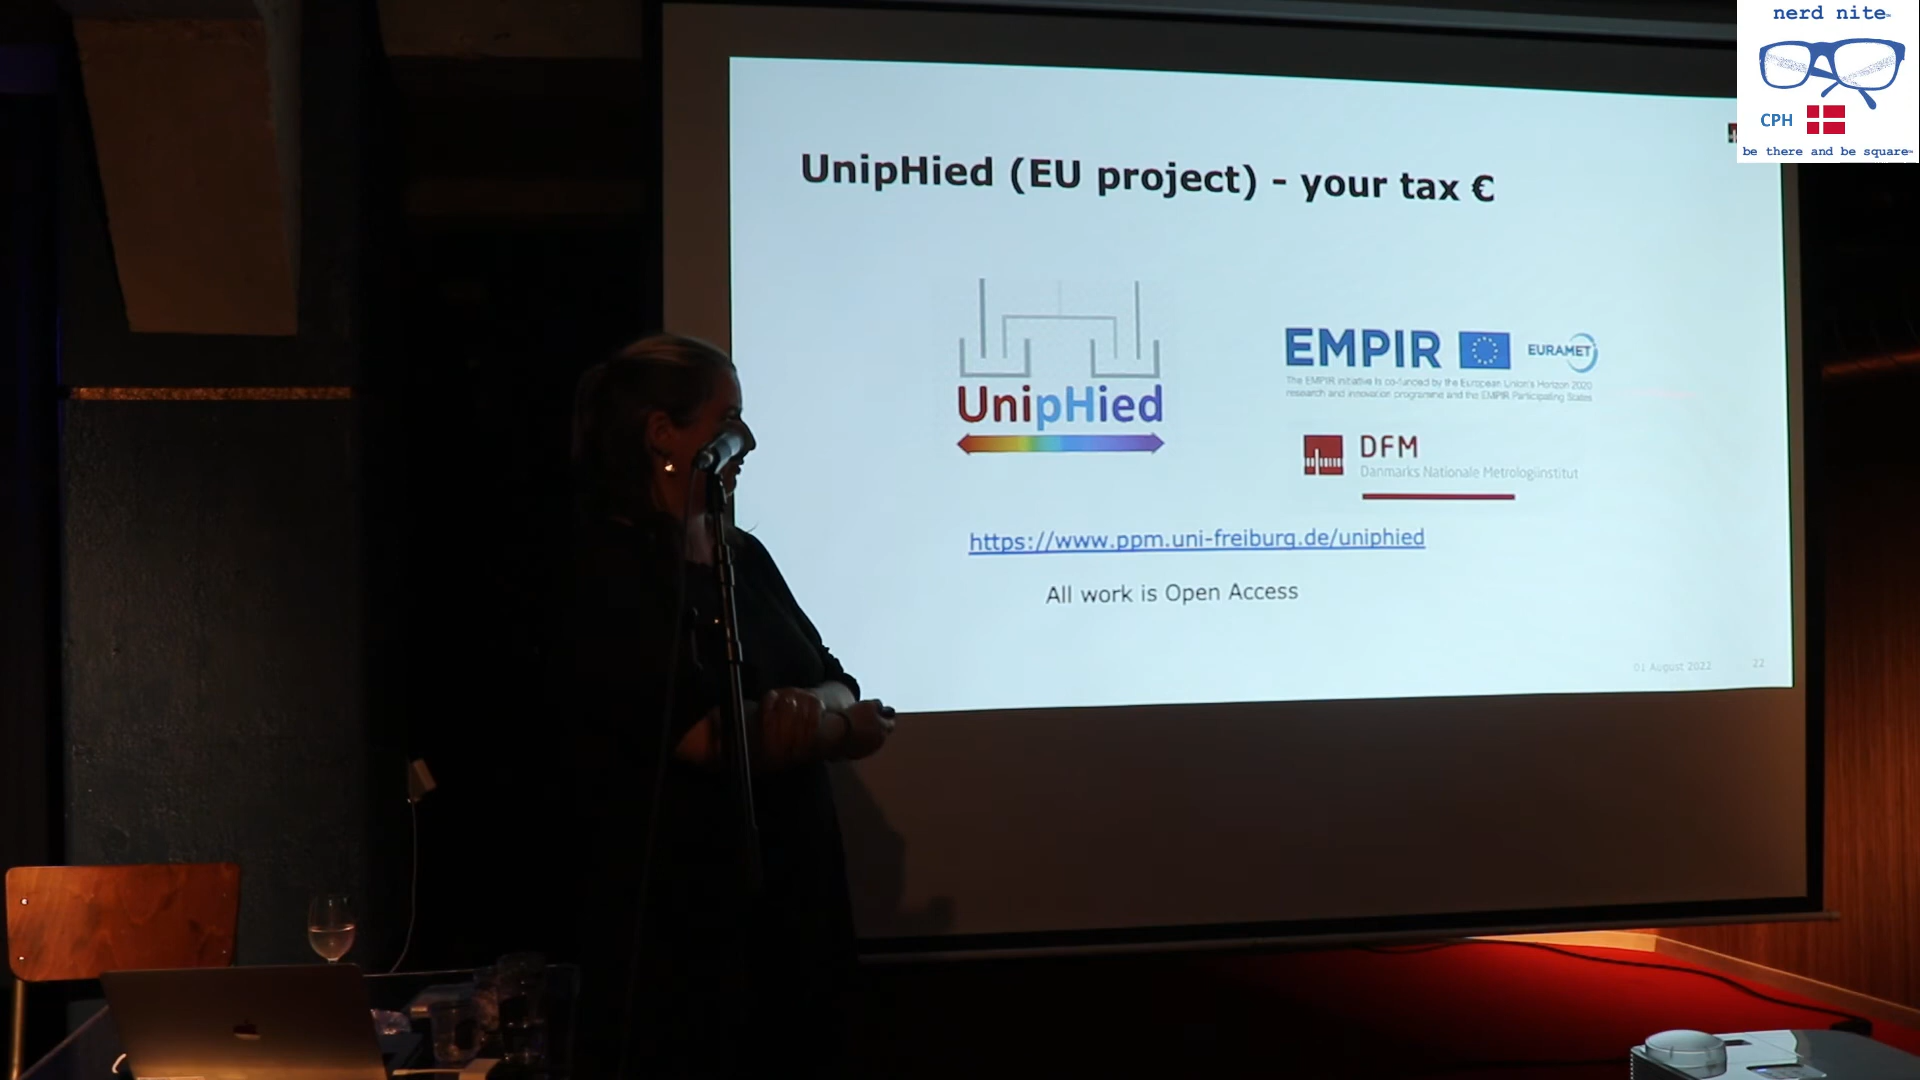 nerd nite
CPH
be there and be square
UnipHied (EU project) - your tax €
UnipHied
EMPIR
EURAMET
The EMPIR initiative is co-funded by the European Union's Horizon 2020
research and innovation programme and the EMPIR Participating States
DFM
Danmarks Nationale Metrologiinstitut
https://www.ppm.uni-freiburg.de/uniphied
All work is Open Access
01 August 2022 22